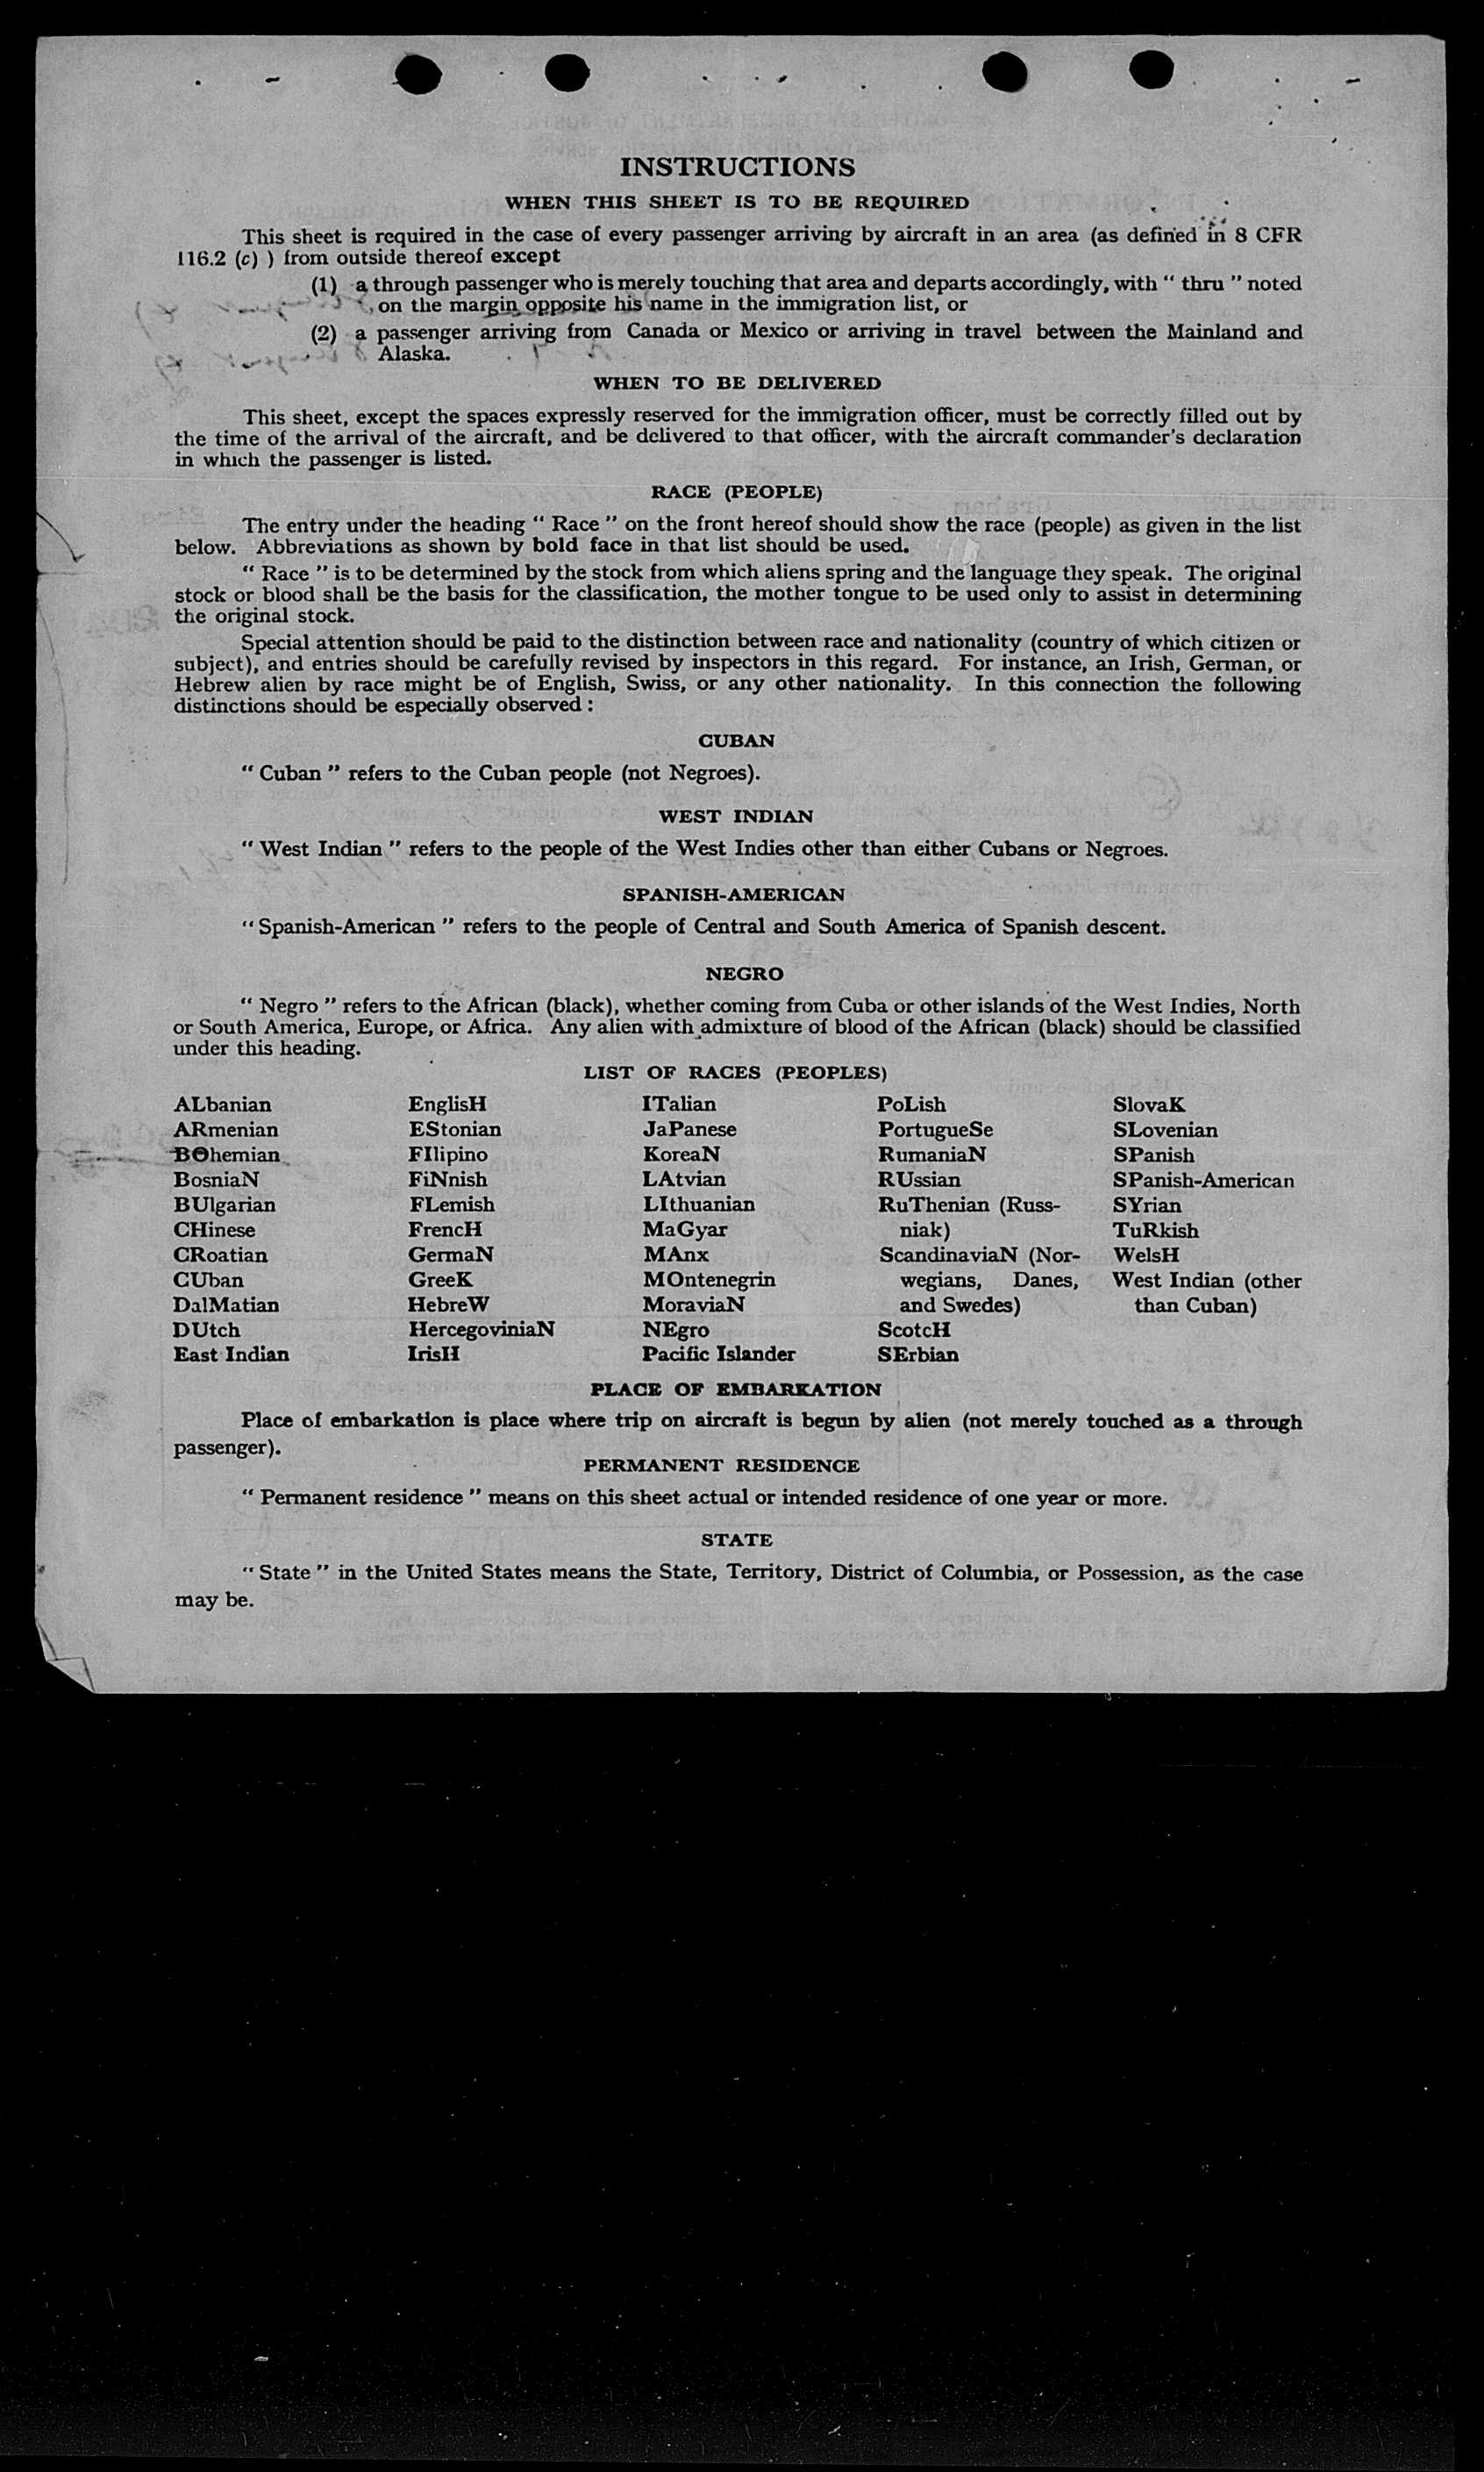 INSTRUCTIONS
WHEN THIS SHEET IS TO BE REQUIRED
This sheet is required in the case of every passenger arriving by aircraft in an area (as defined in 8 CFR
116.2 (c) ) from outside thereof except
(1) a through passenger who is merely touching that area and departs accordingly, with " thru " noted
on the margin opposite his name in the immigration list, or
(2) a passenger arriving from Canada or Mexico or arriving in travel between the Mainland and
Alaska.
WHEN TO BE DELIVERED
This sheet, except the spaces expressly reserved for the immigration officer, must be correctly filled out by
the time of the arrival of the aircraft, and be delivered to that officer, with the aircraft commander's declaration
in which the passenger is listed.
RACE (PEOPLE)
The entry under the heading " Race " on the front hereof should show the race (people) as given in the list
below. Abbreviations as shown by bold face in that list should be used.
" Race " is to be determined by the stock from which aliens spring and the language they speak. The original
stock or blood shall be the basis for the classification, the mother tongue to be used only to assist in determining
the original stock.
Special attention should be paid to the distinction between race and nationality (country of which citizen or
subject), and entries should be carefully revised by inspectors in this regard. For instance, an Irish, German, or
Hebrew alien by race might be of English, Swiss, or any other nationality. In this connection the following
distinctions should be especially observed :
CUBAN
" Cuban " refers to the Cuban people (not Negroes).
WEST INDIAN
" West Indian " refers to the people of the West Indies other than either Cubans or Negroes.
SPANISH-AMERICAN
" Spanish-American " refers to the people of Central and South America of Spanish descent.
NEGRO
" Negro " refers to the African (black), whether coming from Cuba or other islands of the West Indies, North
or South America, Europe, or Africa. Any alien with admixture of blood of the African (black) should be classified
under this heading.
LIST OF RACES (PEOPLES)
ALbanian EnglisH ITalian PoLish SlovaK
ARmenian EStonian JaPanese PortugueSe SLovenian
BOhemian FIlipino KoreaN RumaniaN SPanish
BosniaN FiNnish LAtvian RUssian SPanish-American
BUlgarian FLemish LIthuanian RuThenian (Russ- SYrian
CHinese FrencH MaGyar niak) TuRkish
CRoatian GermaN MAnx ScandinaviaN (Nor- WelsH
CUban GreeK MOntenegrin wegians, Danes, West Indian (other
DalMatian HebreW MoraviaN and Swedes) than Cuban)
DUtch HercegoviniaN NEgro ScotcH
East Indian IrisH Pacific Islander SErbian
PLACE OF EMBARKATION
Place of embarkation is place where trip on aircraft is begun by alien (not merely touched as a through
passenger).
PERMANENT RESIDENCE
" Permanent residence " means on this sheet actual or intended residence of one year or more.
STATE
" State " in the United States means the State, Territory, District of Columbia, or Possession, as the case
may be.